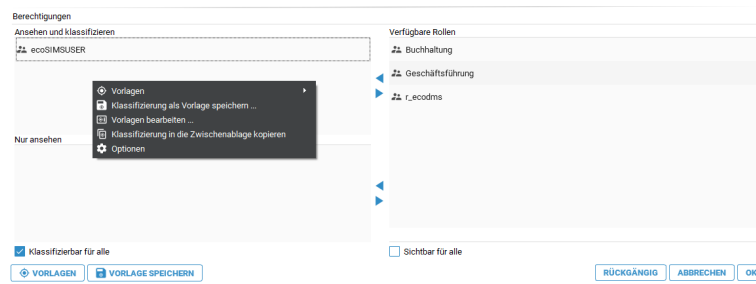 Berechtigungen
Ansehen und klassifizieren
ecoSIMSUSER
Vorlagen
Klassifizierung als Vorlage speichern ...
Vorlagen bearbeiten ...
Klassifizierung in die Zwischenablage kopieren
Optionen
Nur ansehen
Klassifizierbar für alle
Verfügbare Rollen
Buchhaltung
Geschäftsführung
r_ecodms
Sichtbar für alle
VORLAGEN
VORLAGE SPEICHERN
RÜCKGÄNGIG
ABBRECHEN
OK